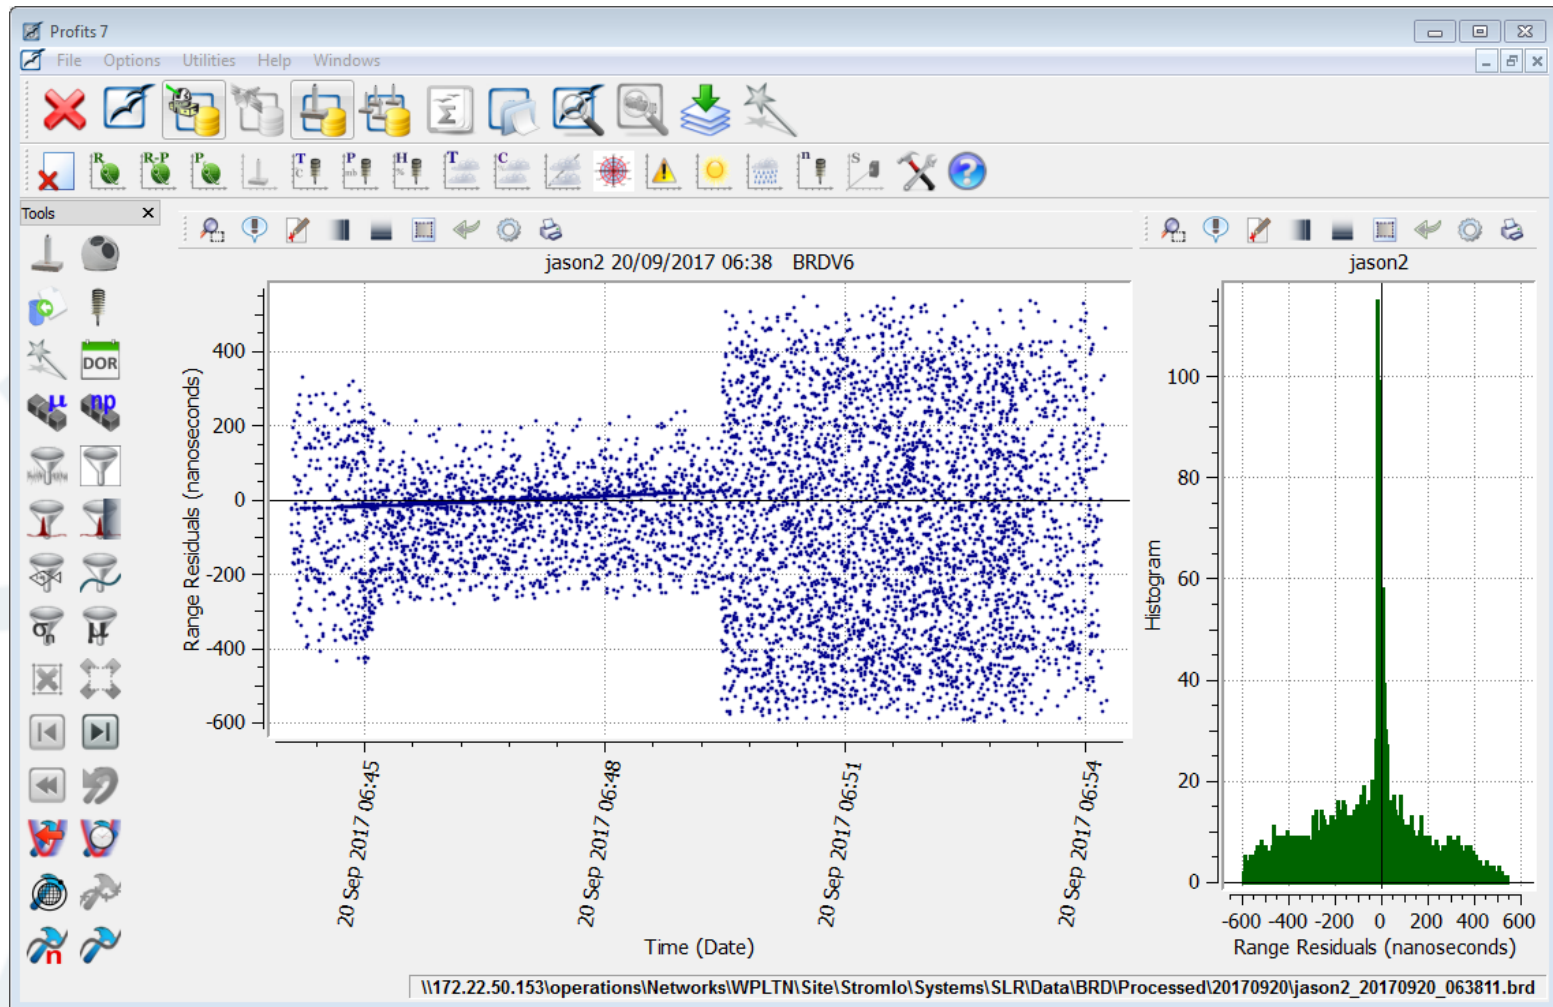 Profits 7
File Options Utilities Help Windows
R R-P P T C P mb H % T C n S
Tools
jason2 20/09/2017 06:38 BRDV6
jason2
DOR
μ np
σn μ
n
Range Residuals (nanoseconds)
400
200
0
-200
-400
-600
20 Sep 2017 06:45
20 Sep 2017 06:48
20 Sep 2017 06:51
20 Sep 2017 06:54
Time (Date)
Histogram
100
80
60
40
20
0
-600 -400 -200 0 200 400 600
Range Residuals (nanoseconds)
\\172.22.50.153\operations\Networks\WPLTN\Site\Stromlo\Systems\SLR\Data\BRD\Processed\20170920\jason2_20170920_063811.brd